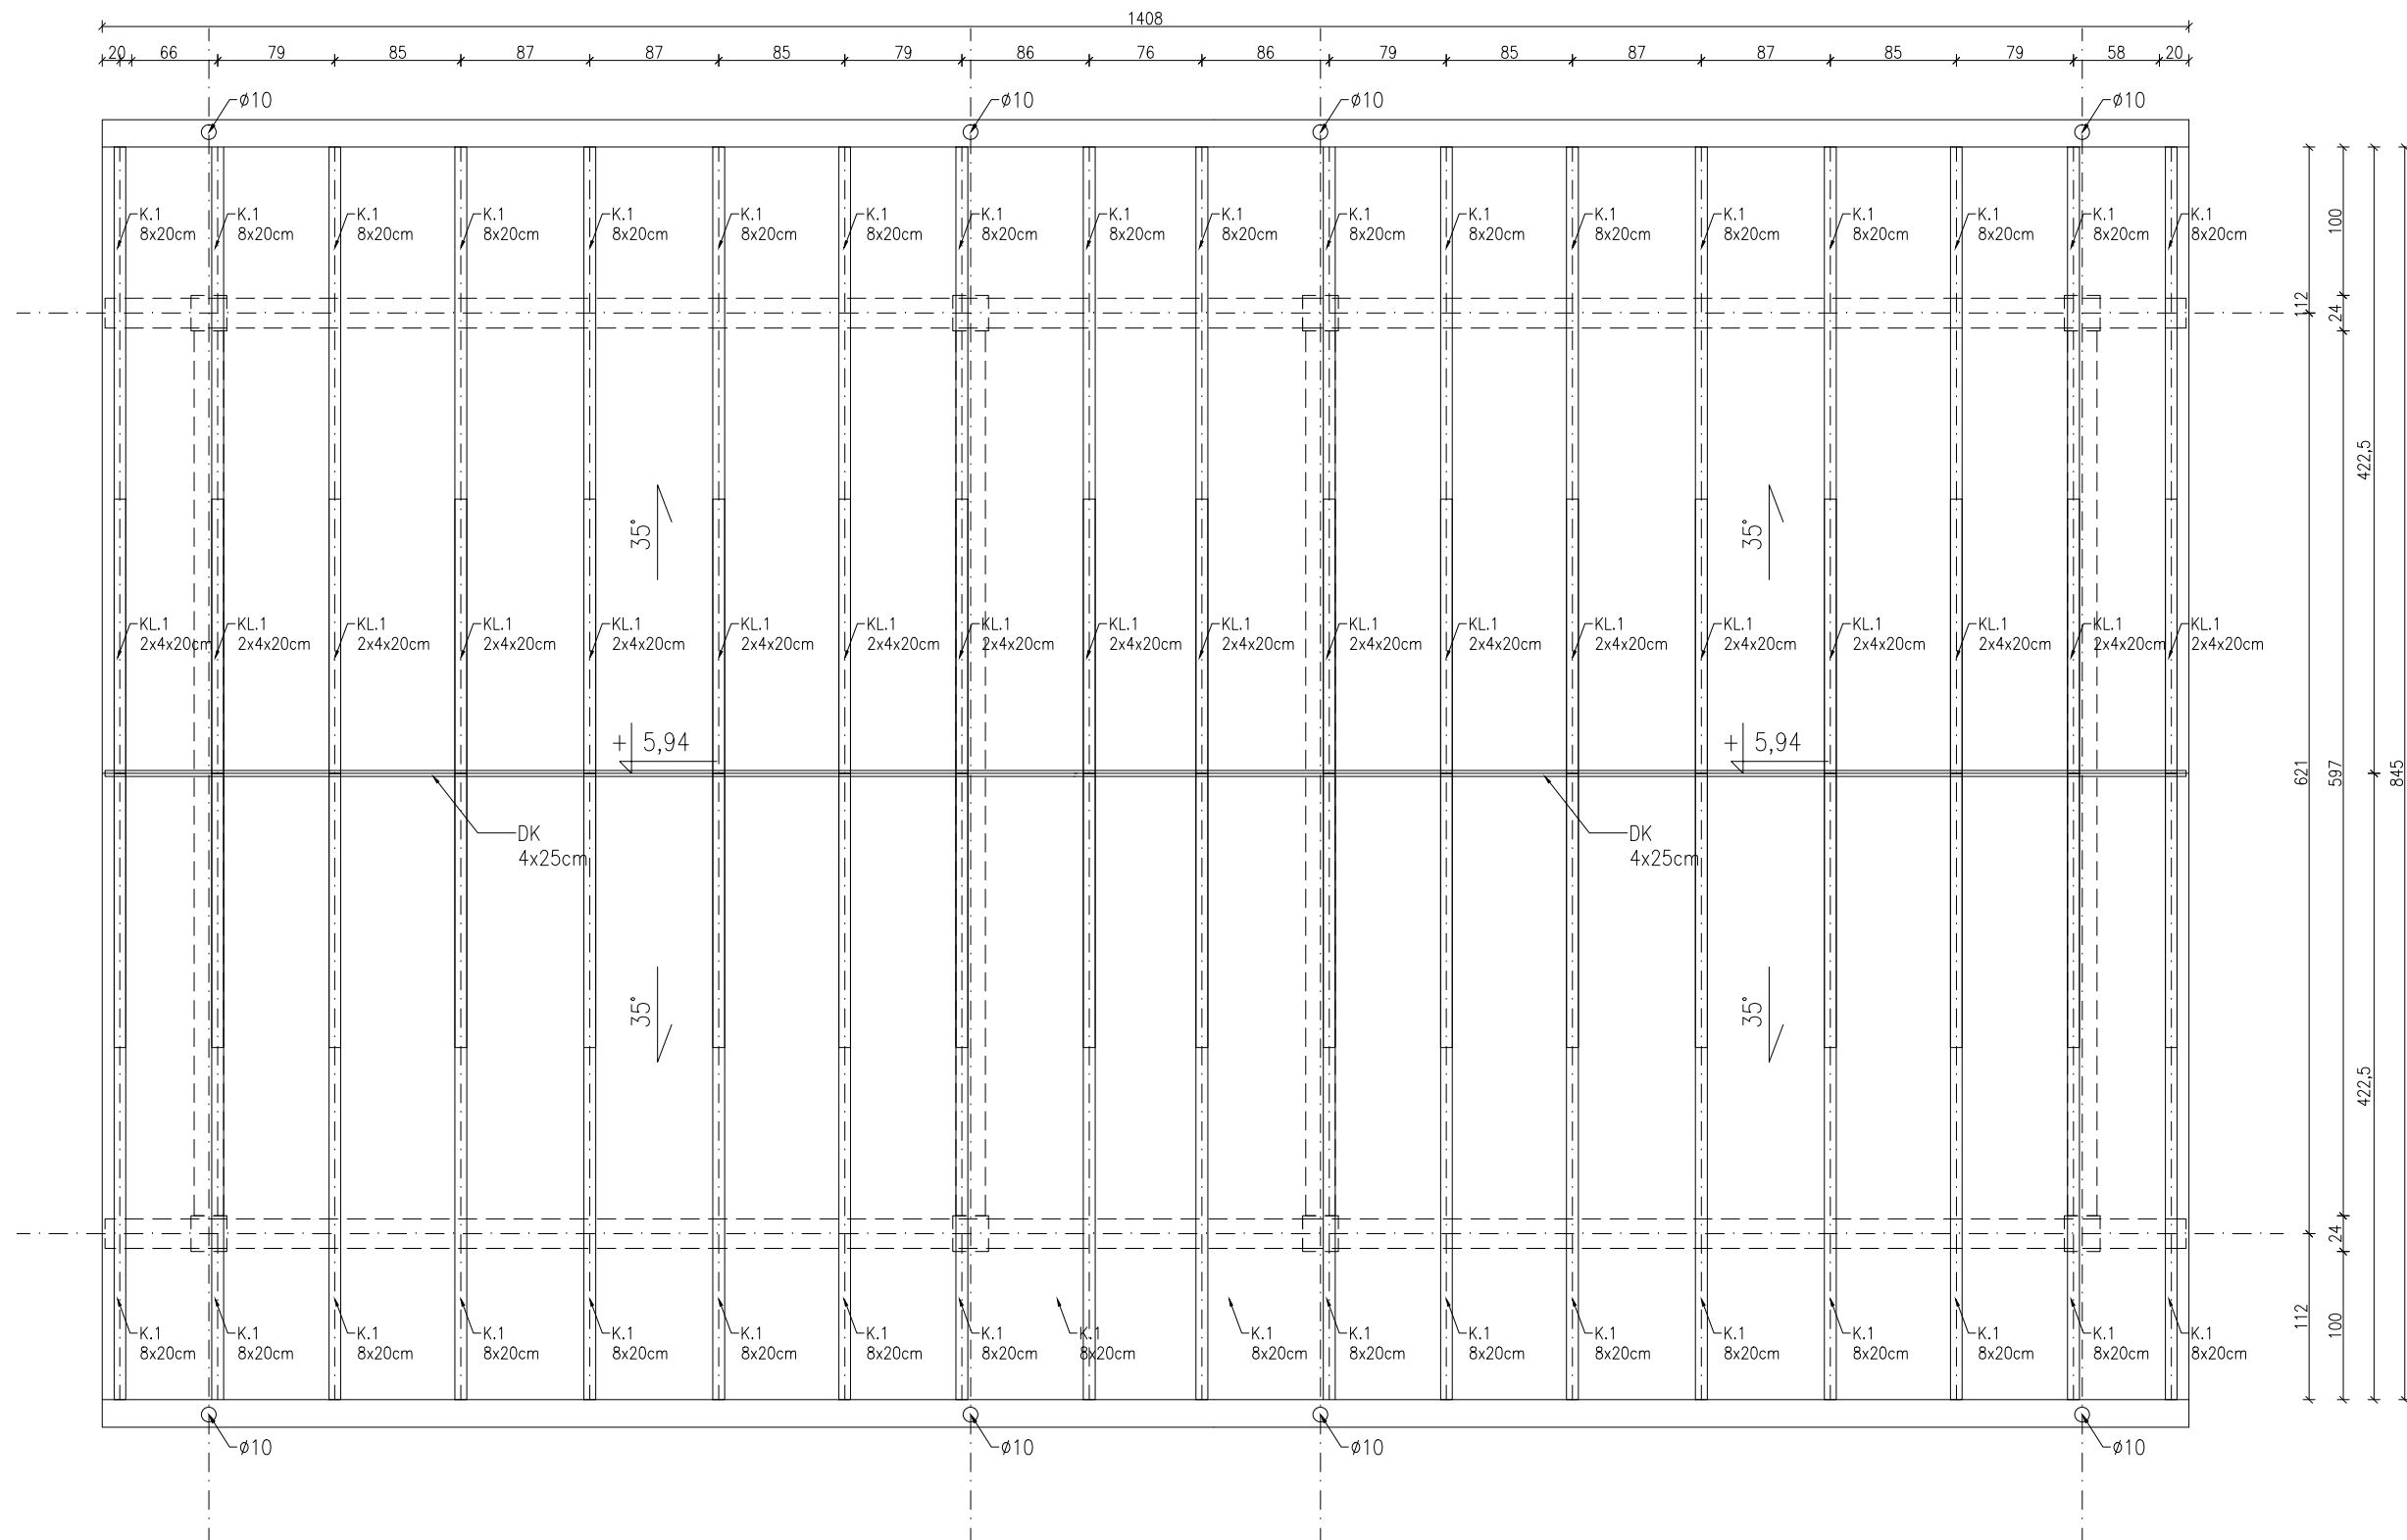 1408
20 66 79 85 87 87 85 79 86 76 86 79 85 87 87 85 79 58 20
ø10 ø10 ø10 ø10
K.1 K.1 K.1 K.1 K.1 K.1 K.1 K.1 K.1 K.1 K.1 K.1 K.1 K.1 K.1 K.1 K.1 K.1
8x20cm 8x20cm 8x20cm 8x20cm 8x20cm 8x20cm 8x20cm 8x20cm 8x20cm 8x20cm 8x20cm 8x20cm 8x20cm 8x20cm 8x20cm 8x20cm 8x20cm 8x20cm
100
112
24
422,5
35° 35°
KL.1 KL.1 KL.1 KL.1 KL.1 KL.1 KL.1 KL.1 KL.1 KL.1 KL.1 KL.1 KL.1 KL.1 KL.1 KL.1 KL.1 KL.1
2x4x20cm 2x4x20cm 2x4x20cm 2x4x20cm 2x4x20cm 2x4x20cm 2x4x20cm 2x4x20cm 2x4x20cm 2x4x20cm 2x4x20cm 2x4x20cm 2x4x20cm 2x4x20cm 2x4x20cm 2x4x20cm 2x4x20cm 2x4x20cm
+ 5,94 + 5,94
621 597 845
DK DK
4x25cm 4x25cm
35° 35°
422,5
24
112
100
K.1 K.1 K.1 K.1 K.1 K.1 K.1 K.1 K.1 K.1 K.1 K.1 K.1 K.1 K.1 K.1 K.1 K.1
8x20cm 8x20cm 8x20cm 8x20cm 8x20cm 8x20cm 8x20cm 8x20cm 8x20cm 8x20cm 8x20cm 8x20cm 8x20cm 8x20cm 8x20cm 8x20cm 8x20cm 8x20cm
ø10 ø10 ø10 ø10